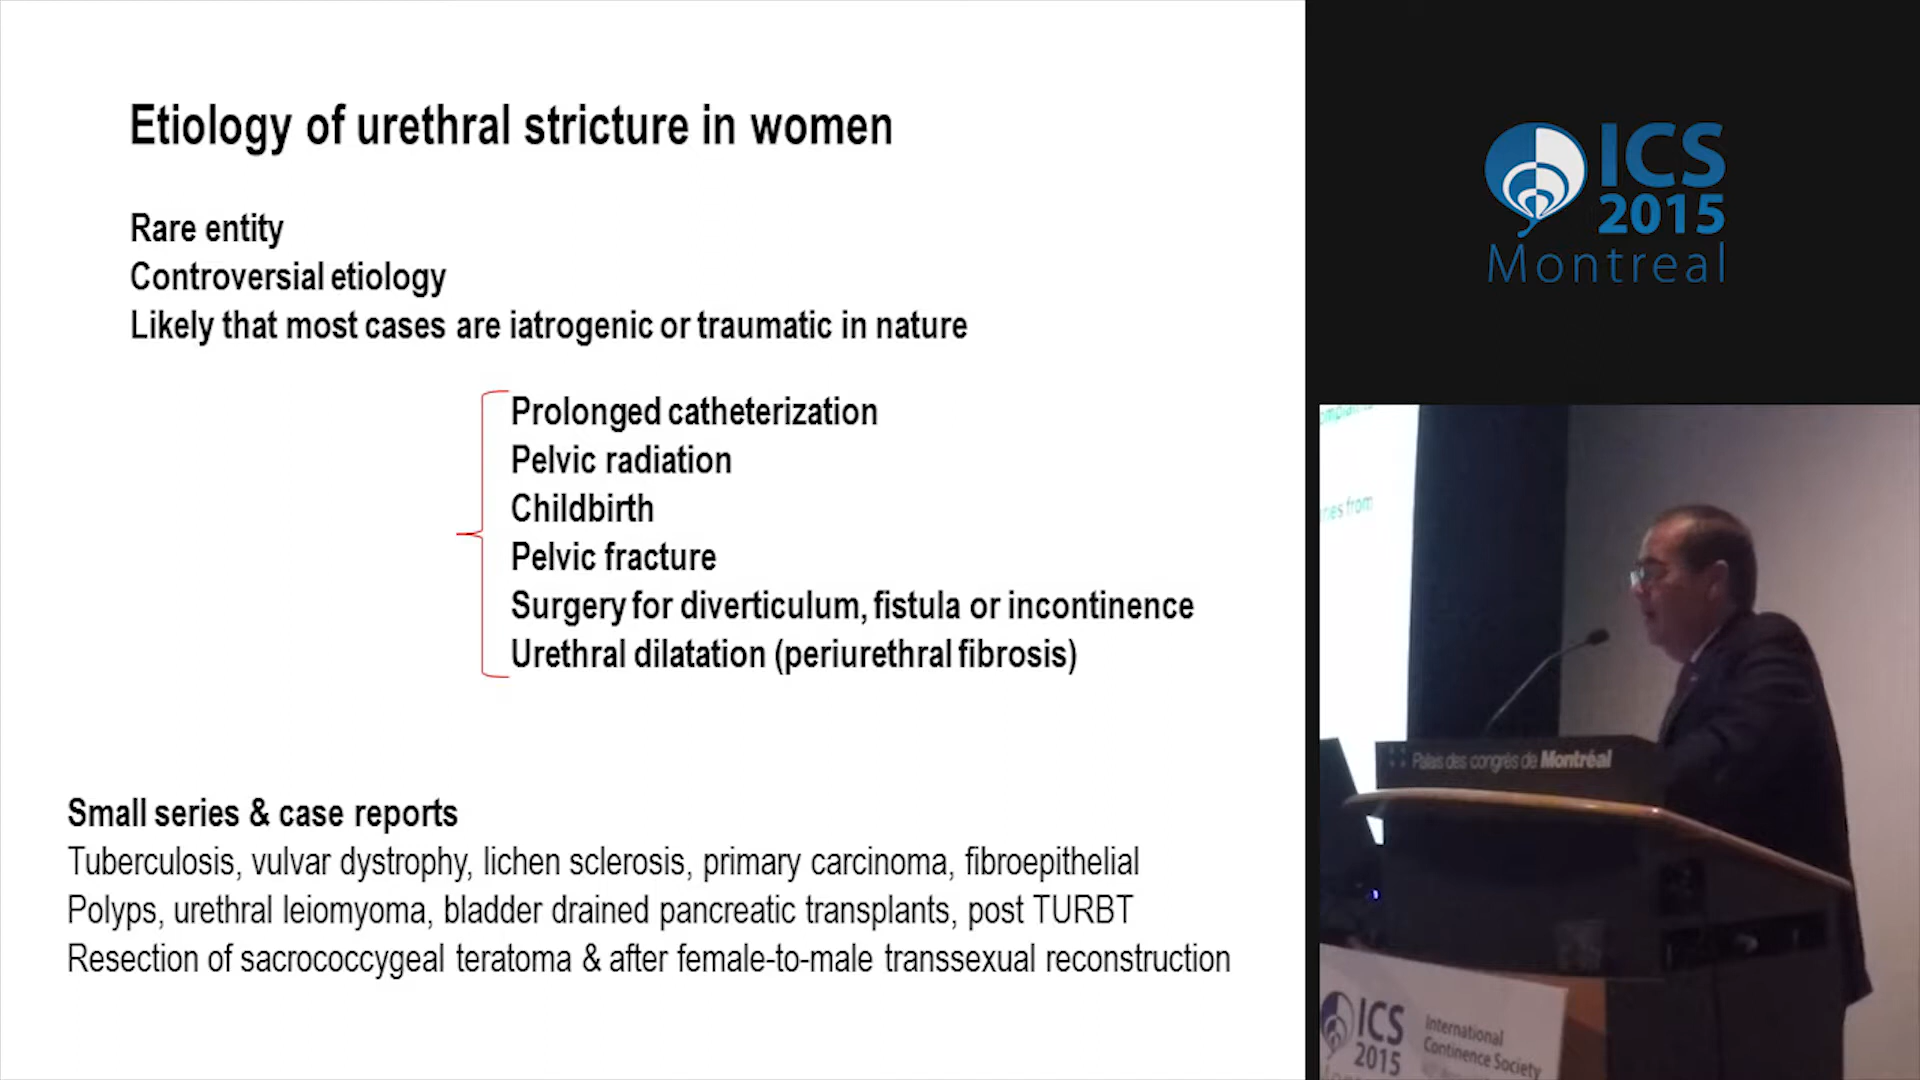 Etiology of urethral stricture in women
Rare entity
Controversial etiology
Likely that most cases are iatrogenic or traumatic in nature
Prolonged catheterization
Pelvic radiation
Childbirth
Pelvic fracture
Surgery for diverticulum, fistula or incontinence
Urethral dilatation (periurethral fibrosis)
Small series & case reports
Tuberculosis, vulvar dystrophy, lichen sclerosis, primary carcinoma, fibroepithelial
Polyps, urethral leiomyoma, bladder drained pancreatic transplants, post TURBT
Resection of sacrococcygeal teratoma & after female-to-male transsexual reconstruction
ICS
2015
Montreal
from
Palais des congrès de Montréal
ICS
2015
International
Continence Society